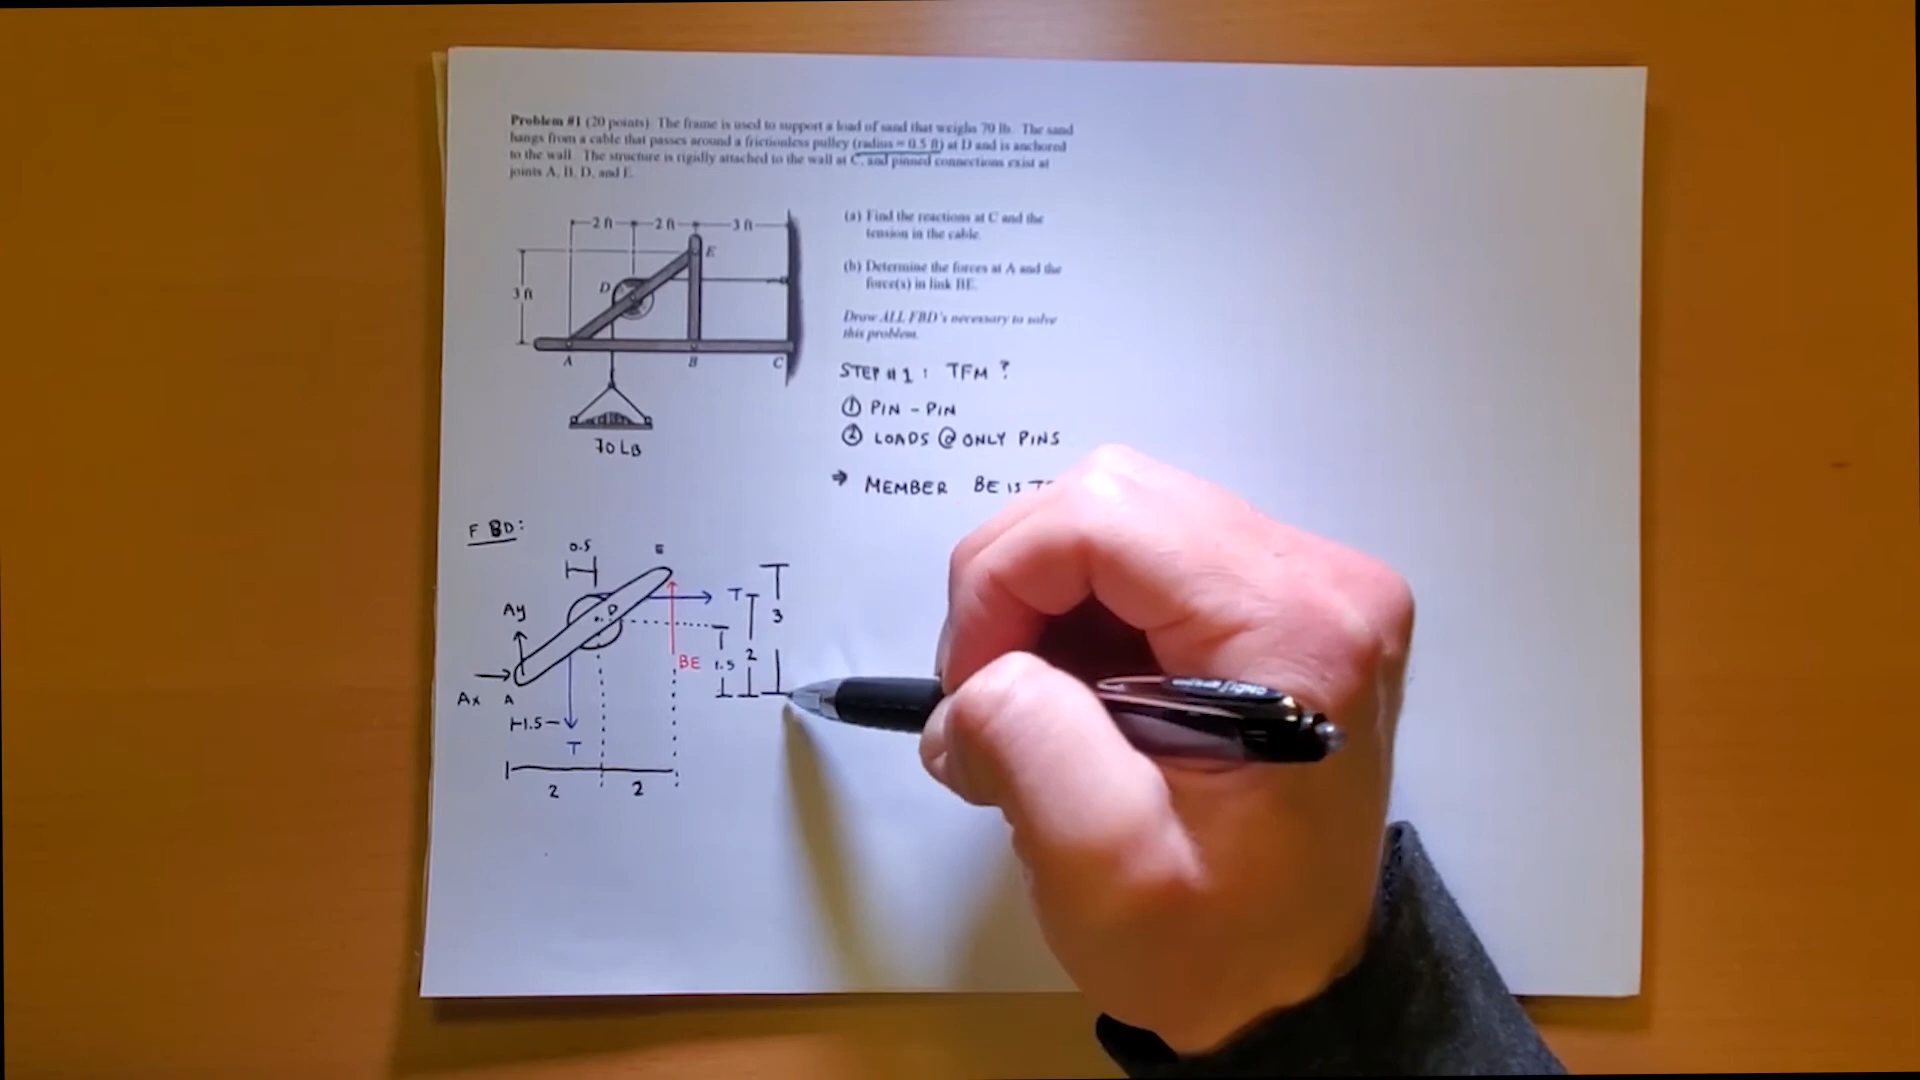 Problem #1 (20 points) The frame is used to support a load of sand that weighs 70 lb. The sand
hangs from a cable that passes around a frictionless pulley (radius = 0.5 ft) at D and is anchored
to the wall. The structure is rigidly attached to the wall at C, and pinned connections exist at
joints A, B, D, and E.
2 ft 2 ft 3 ft
E
D
3 ft
A B C
70 LB
(a) Find the reactions at C and the
tension in the cable.
(b) Determine the forces at A and the
force(s) in link BE.
Draw ALL FBD's necessary to solve
this problem.
STEP #1: TFM?
① PIN - PIN
② LOADS @ ONLY PINS
⇒ MEMBER BE IS
FBD:
0.5 E
Ay D T 3
BE 1.5 2
Ax A
1.5
T
2 2